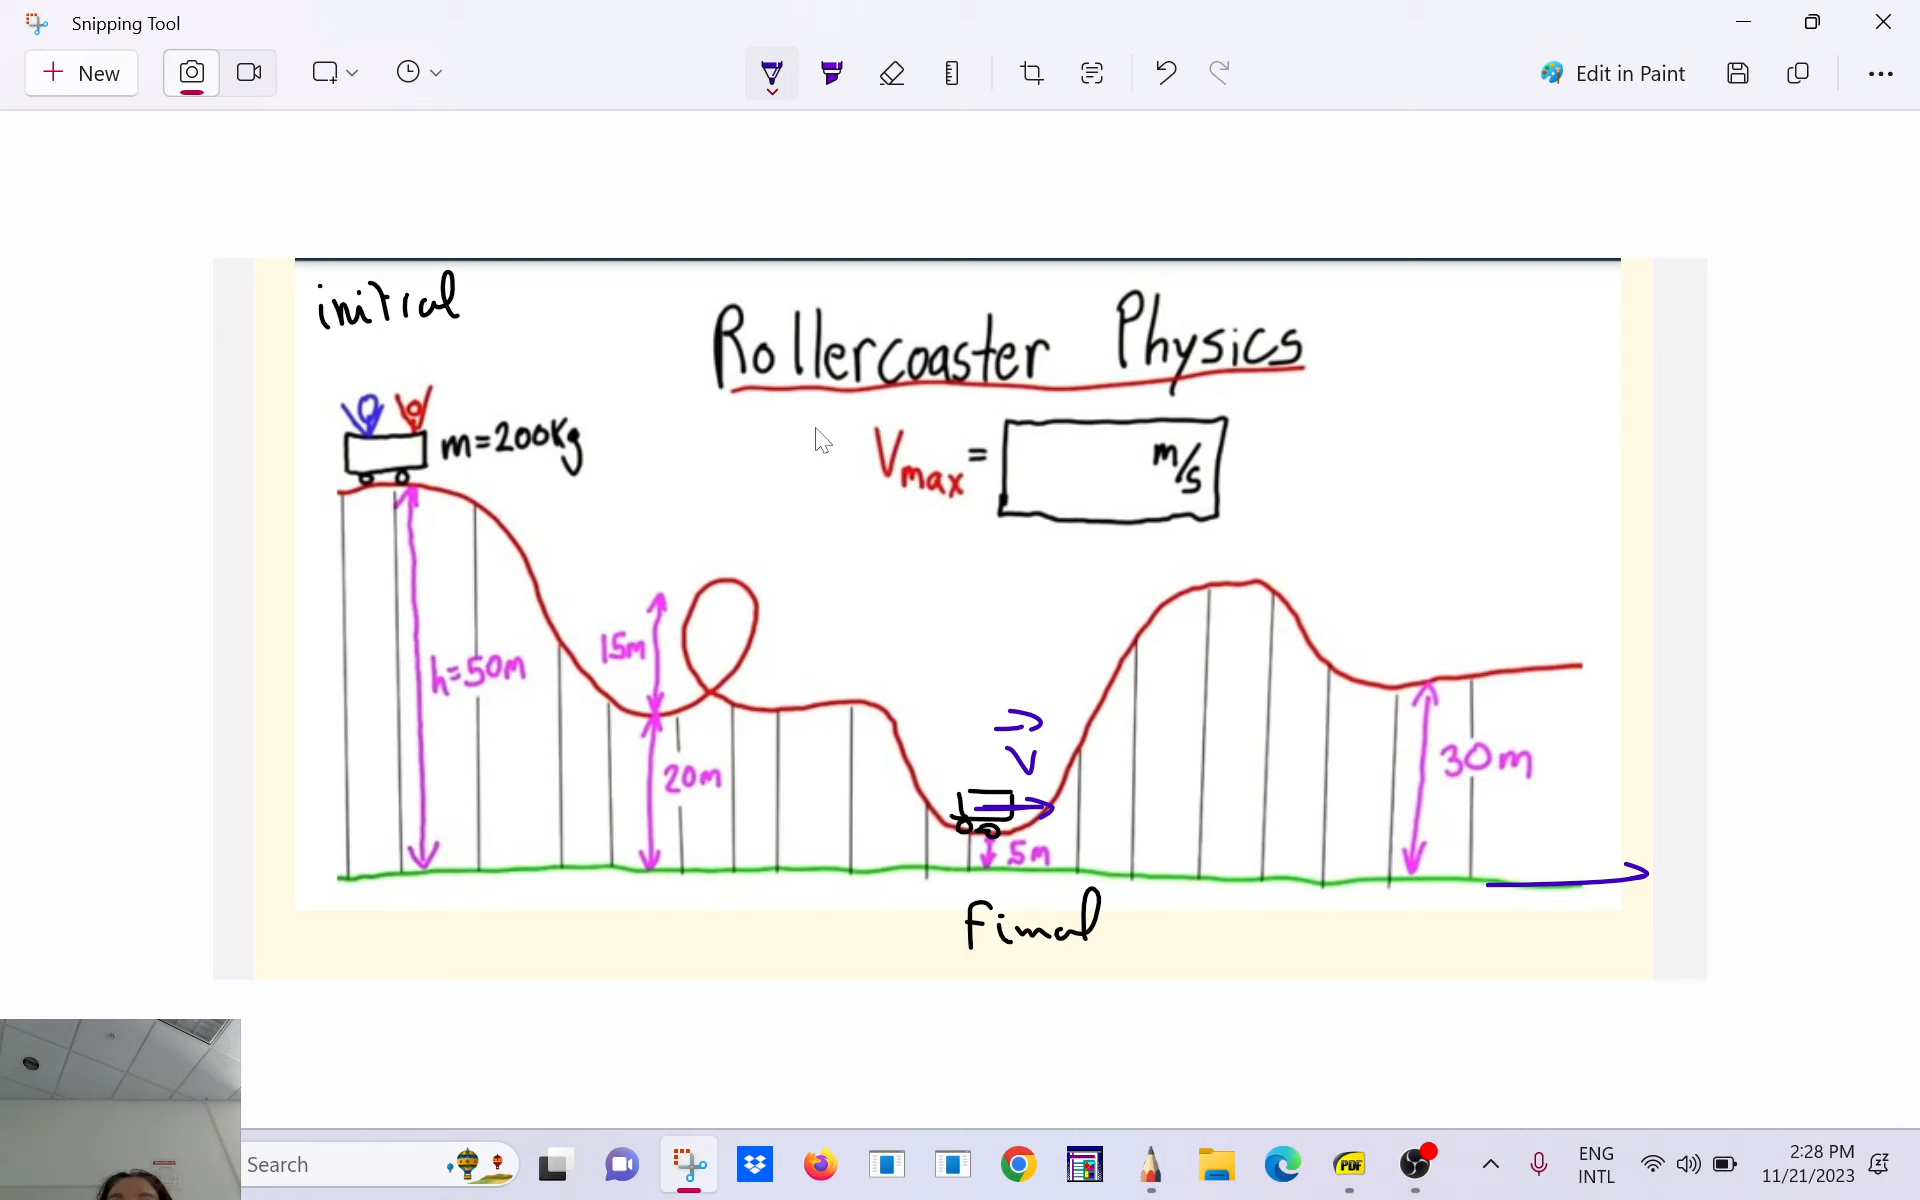 Snipping Tool
New
Edit in Paint
initial
Rollercoaster Physics
m=200Kg
Vmax = m/s
15m
h=50m
V
20m
30m
5m
Final
Search
PDF
ENG
INTL
2:28 PM
11/21/2023